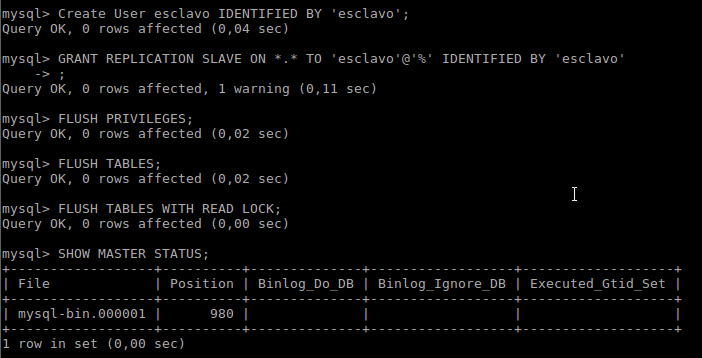 mysql> Create User esclavo IDENTIFIED BY 'esclavo';
Query OK, 0 rows affected (0,04 sec)
mysql> GRANT REPLICATION SLAVE ON *.* TO 'esclavo'@'%' IDENTIFIED BY 'esclavo'
    -> ;
Query OK, 0 rows affected, 1 warning (0,11 sec)
mysql> FLUSH PRIVILEGES;
Query OK, 0 rows affected (0,02 sec)
mysql> FLUSH TABLES;
Query OK, 0 rows affected (0,02 sec)
mysql> FLUSH TABLES WITH READ LOCK;
Query OK, 0 rows affected (0,00 sec)
mysql> SHOW MASTER STATUS;
+------------------+----------+--------------+------------------+-------------------+
| File             | Position | Binlog_Do_DB | Binlog_Ignore_DB | Executed_Gtid_Set |
+------------------+----------+--------------+------------------+-------------------+
| mysql-bin.000001 |      980 |              |                  |                   |
+------------------+----------+--------------+------------------+-------------------+
1 row in set (0,00 sec)